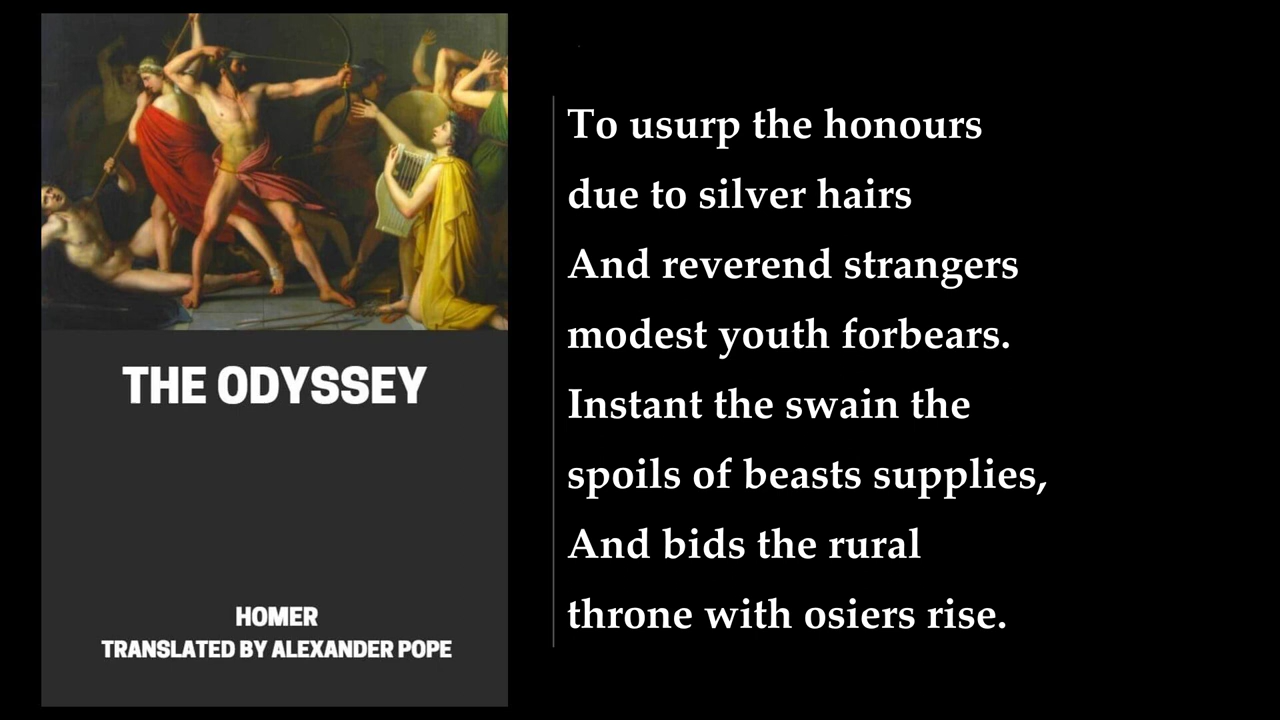 THE ODYSSEY
HOMER
TRANSLATED BY ALEXANDER POPE
To usurp the honours
due to silver hairs
And reverend strangers
modest youth forbears.
Instant the swain the
spoils of beasts supplies,
And bids the rural
throne with osiers rise.